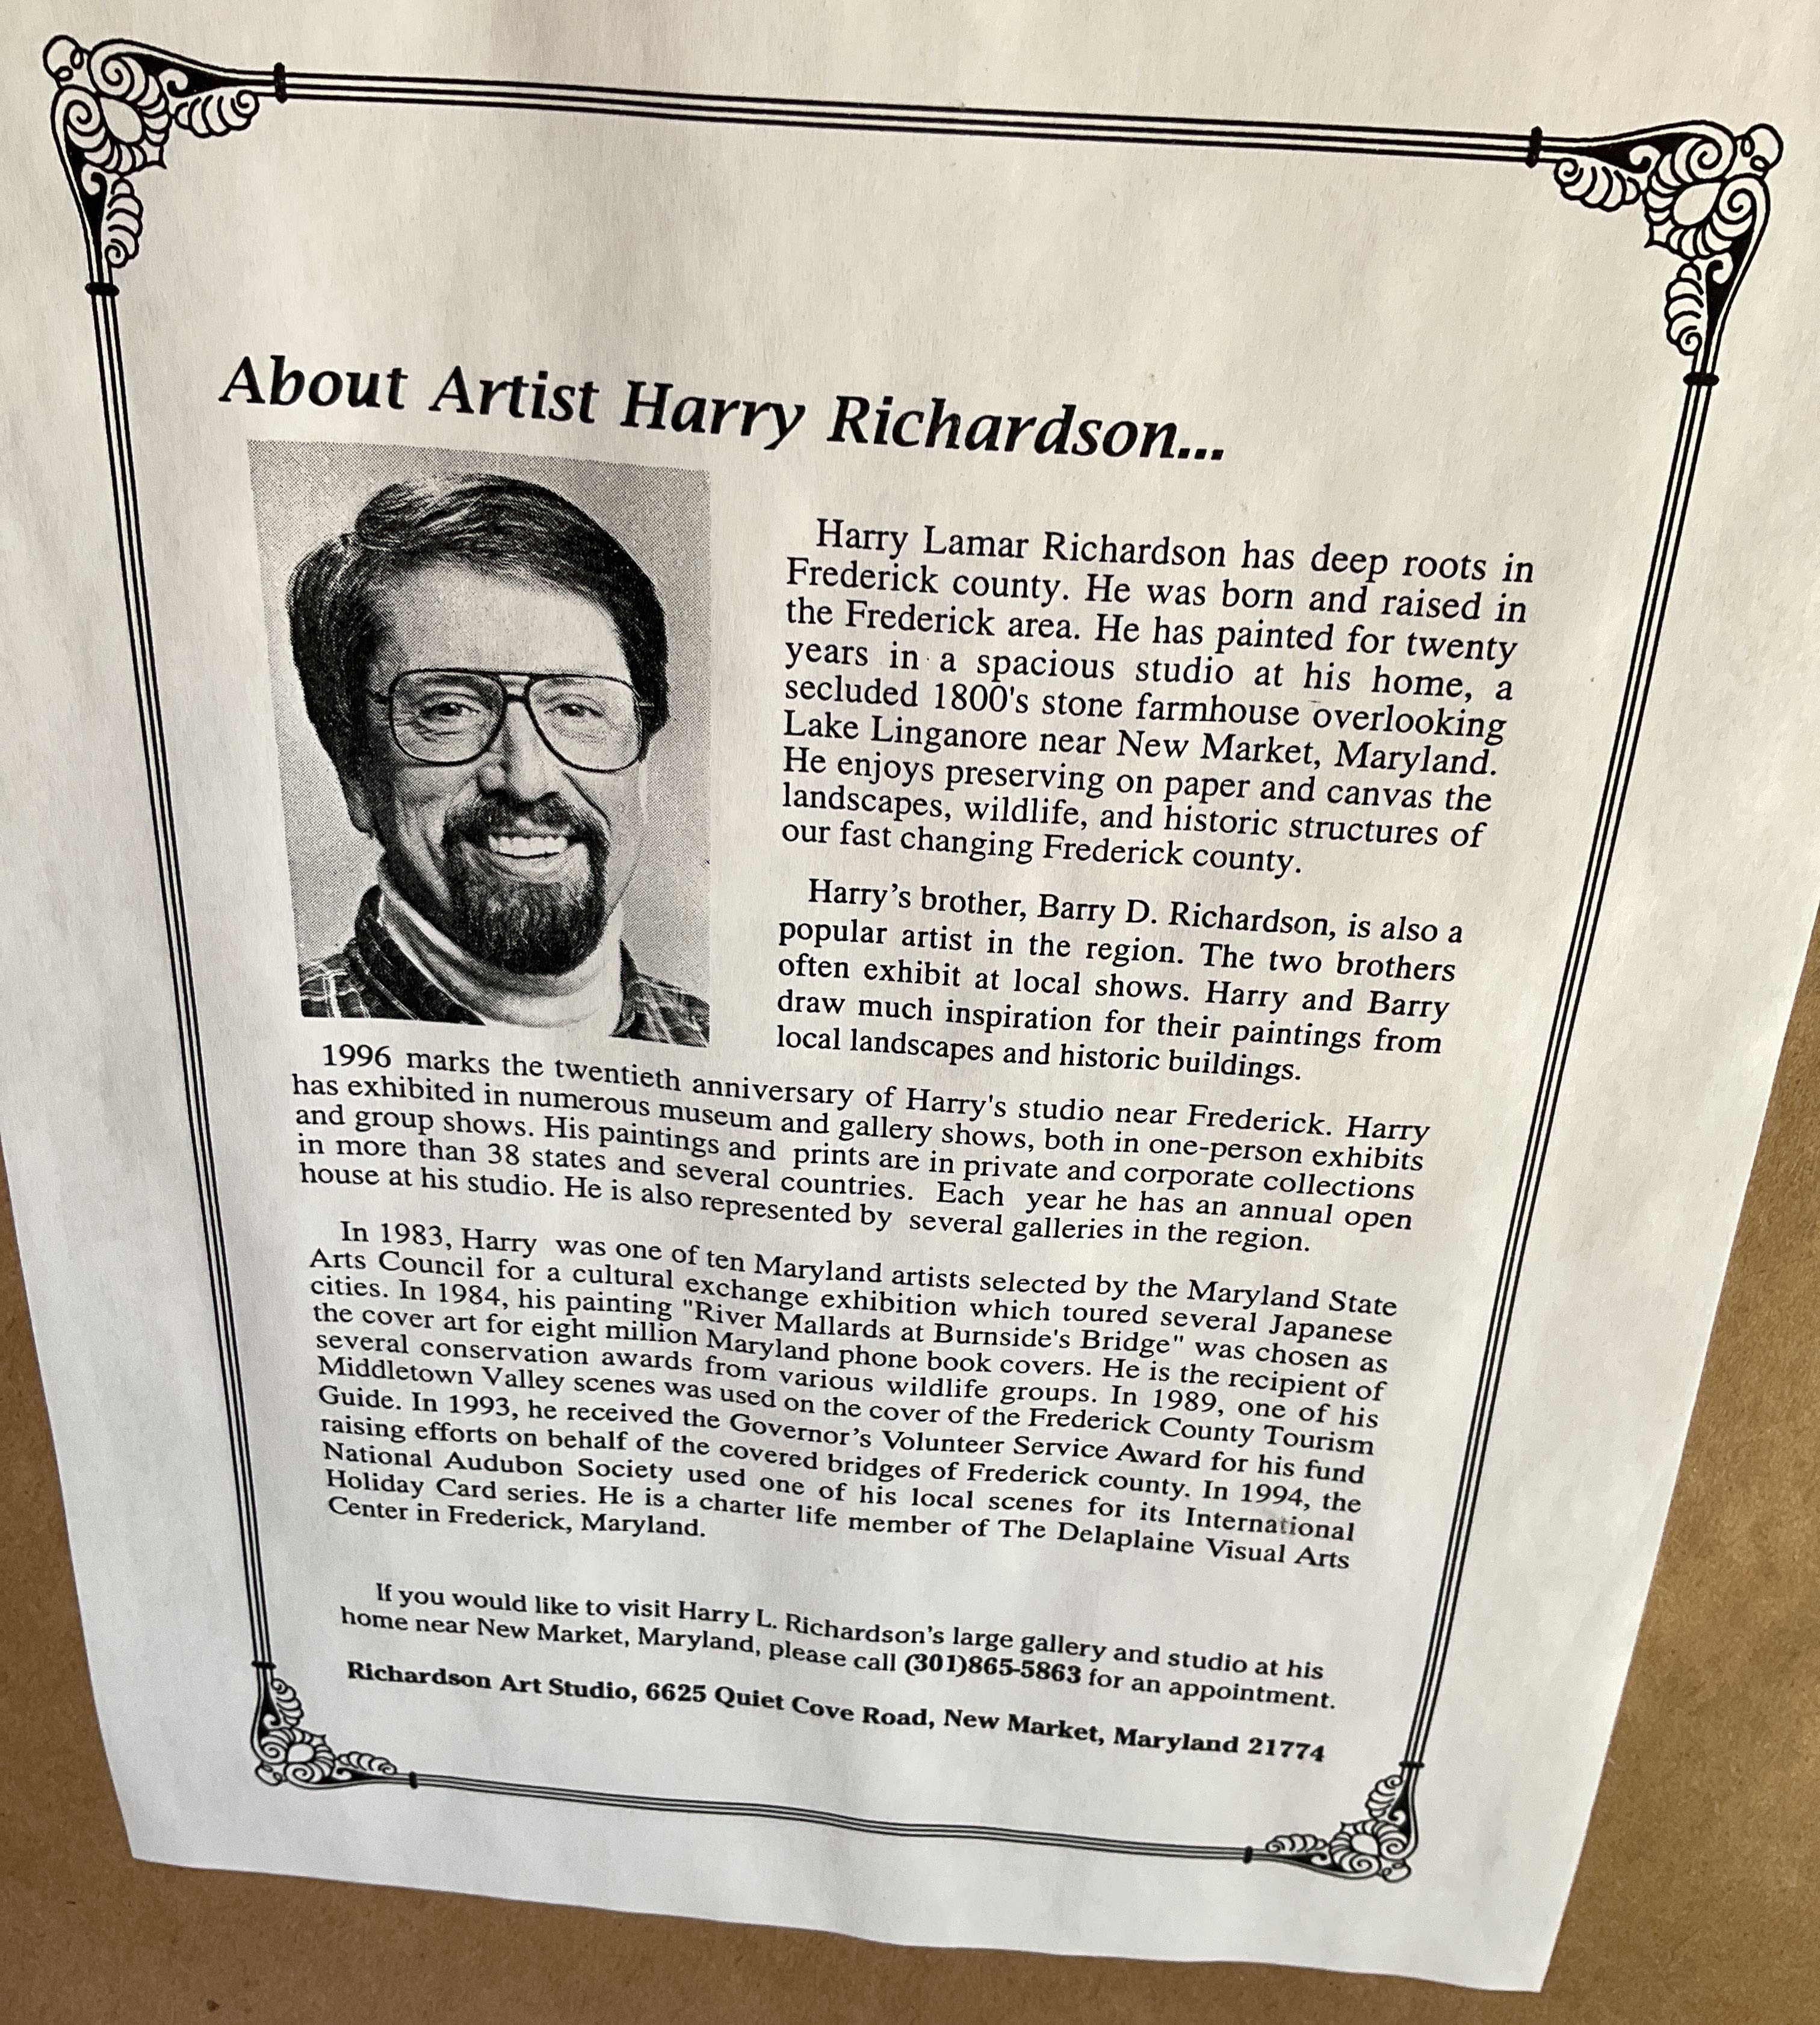 About Artist Harry Richardson...
Harry Lamar Richardson has deep roots in
Frederick county. He was born and raised in
the Frederick area. He has painted for twenty
years in a spacious studio at his home, a
secluded 1800's stone farmhouse overlooking
Lake Linganore near New Market, Maryland.
He enjoys preserving on paper and canvas the
landscapes, wildlife, and historic structures of
our fast changing Frederick county.
Harry's brother, Barry D. Richardson, is also a
popular artist in the region. The two brothers
often exhibit at local shows. Harry and Barry
draw much inspiration for their paintings from
local landscapes and historic buildings.
1996 marks the twentieth anniversary of Harry's studio near Frederick. Harry
has exhibited in numerous museum and gallery shows, both in one-person exhibits
and group shows. His paintings and prints are in private and corporate collections
in more than 38 states and several countries. Each year he has an annual open
house at his studio. He is also represented by several galleries in the region.
In 1983, Harry was one of ten Maryland artists selected by the Maryland State
Arts Council for a cultural exchange exhibition which toured several Japanese
cities. In 1984, his painting "River Mallards at Burnside's Bridge" was chosen as
the cover art for eight million Maryland phone book covers. He is the recipient of
several conservation awards from various wildlife groups. In 1989, one of his
Middletown Valley scenes was used on the cover of the Frederick County Tourism
Guide. In 1993, he received the Governor's Volunteer Service Award for his fund
raising efforts on behalf of the covered bridges of Frederick county. In 1994, the
National Audubon Society used one of his local scenes for its International
Holiday Card series. He is a charter life member of The Delaplaine Visual Arts
Center in Frederick, Maryland.
If you would like to visit Harry L. Richardson's large gallery and studio at his
home near New Market, Maryland, please call (301)865-5863 for an appointment.
Richardson Art Studio, 6625 Quiet Cove Road, New Market, Maryland 21774